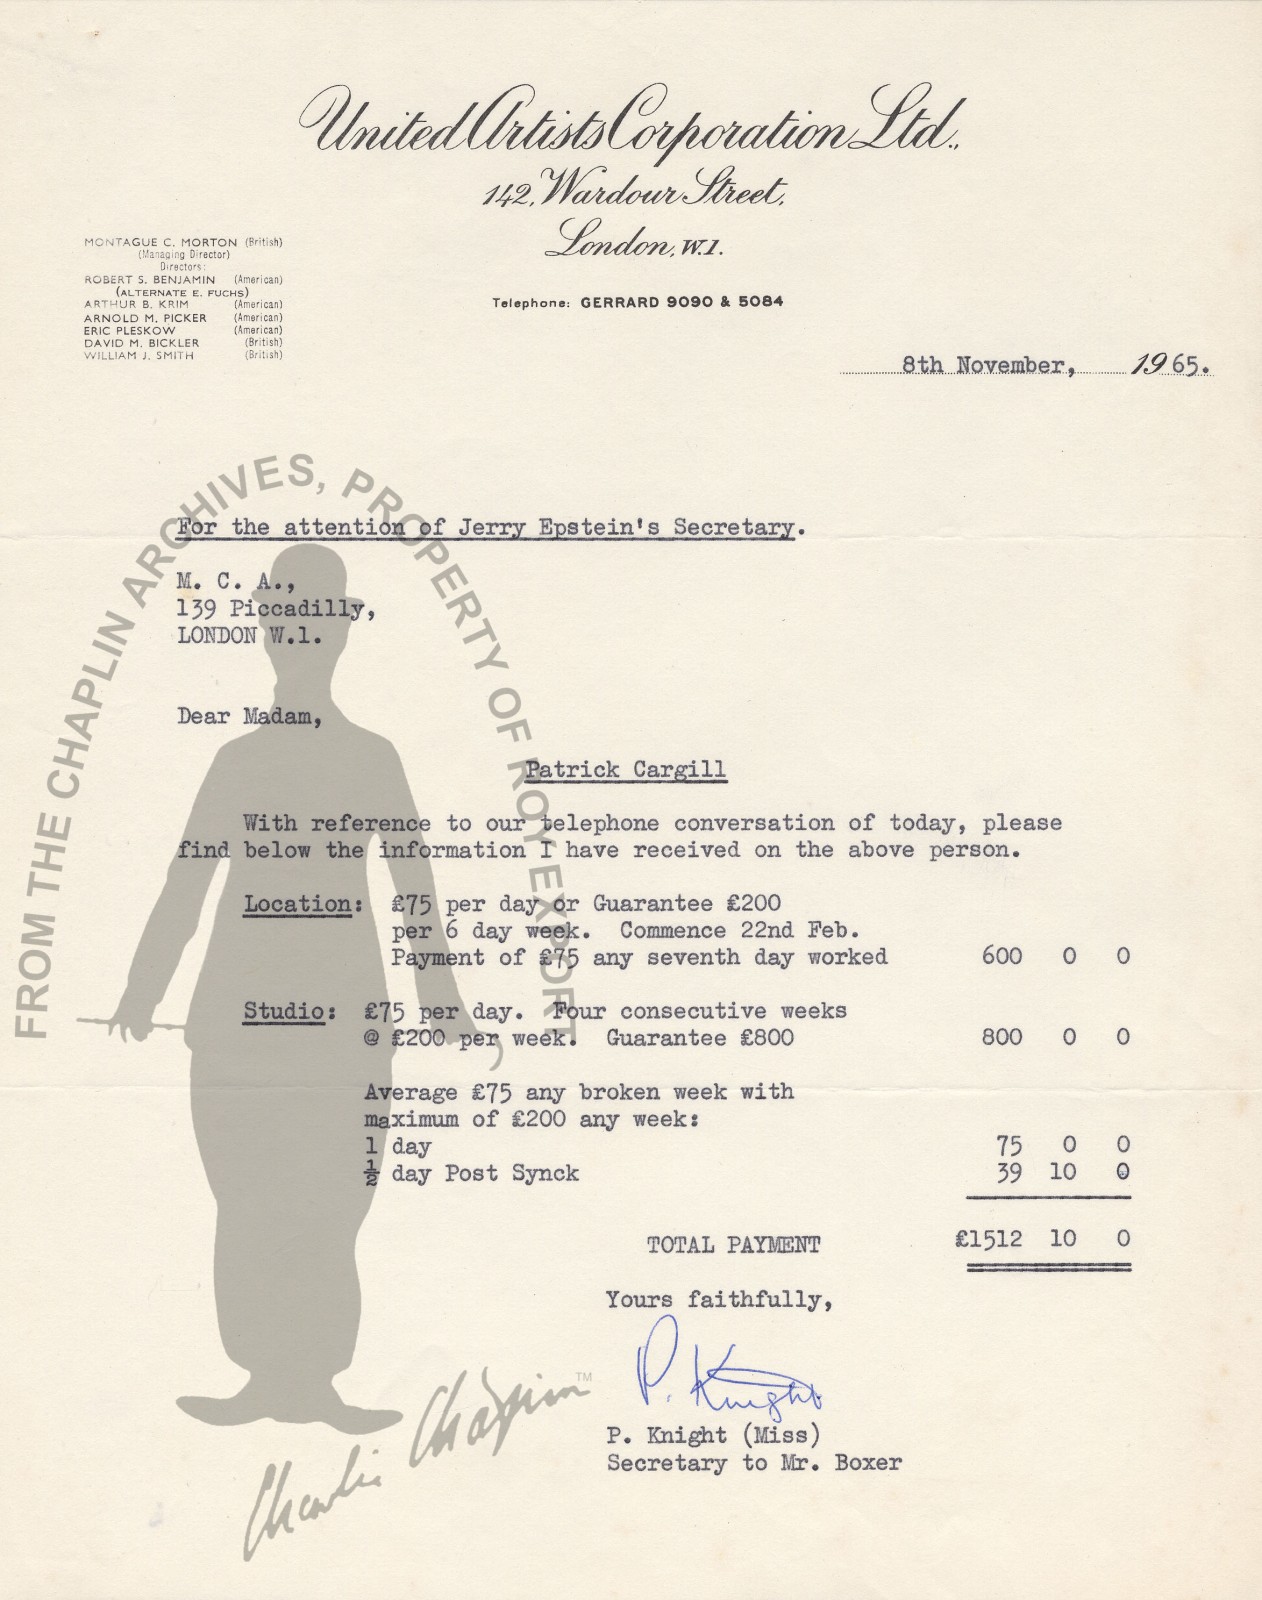 United Artists Corporation Ltd.,
142, Wardour Street,
London, W.1.
Telephone: GERRARD 9090 & 5084
MONTAGUE C. MORTON (British)
(Managing Director)
Directors:
ROBERT S. BENJAMIN (American)
(ALTERNATE E. FUCHS)
ARTHUR B. KRIM (American)
ARNOLD M. PICKER (American)
ERIC PLESKOW (American)
DAVID M. BICKLER (British)
WILLIAM J. SMITH (British)
8th November, 1965.
FROM THE CHAPLIN ARCHIVES, PROPERTY OF ROY EXPORT
For the attention of Jerry Epstein's Secretary.
M. C. A.,
139 Piccadilly,
LONDON W.1.
Dear Madam,
Patrick Cargill
With reference to our telephone conversation of today, please
find below the information I have received on the above person.
Location: £75 per day or Guarantee £200
per 6 day week. Commence 22nd Feb.
Payment of £75 any seventh day worked 600 0 0
Studio: £75 per day. Four consecutive weeks
@ £200 per week. Guarantee £800 800 0 0
Average £75 any broken week with
maximum of £200 any week:
1 day 75 0 0
½ day Post Synck 39 10 0
TOTAL PAYMENT £1512 10 0
Yours faithfully,
P. Knight
P. Knight (Miss)
Secretary to Mr. Boxer
Charlie Chaplin ™